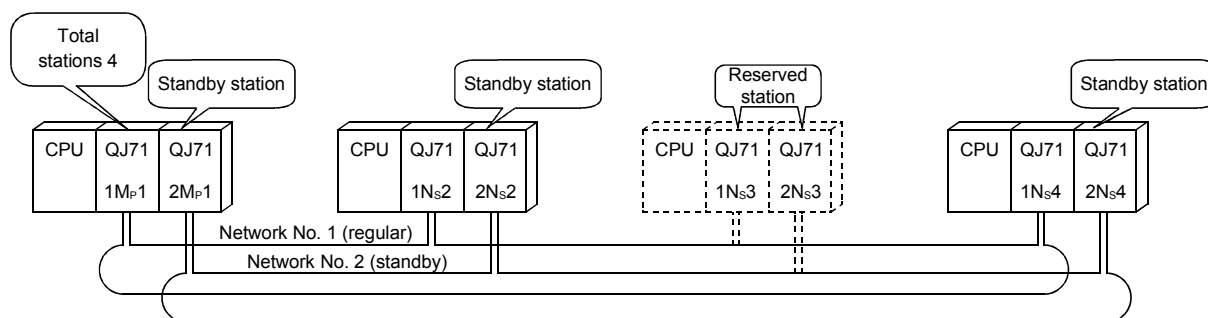 Total
stations 4
Standby station
Standby station
Reserved
station
Standby station
CPU QJ71 QJ71
1MP1 2MP1
CPU QJ71 QJ71
1NS2 2NS2
CPU QJ71 QJ71
1NS3 2NS3
CPU QJ71 QJ71
1NS4 2NS4
Network No. 1 (regular)
Network No. 2 (standby)